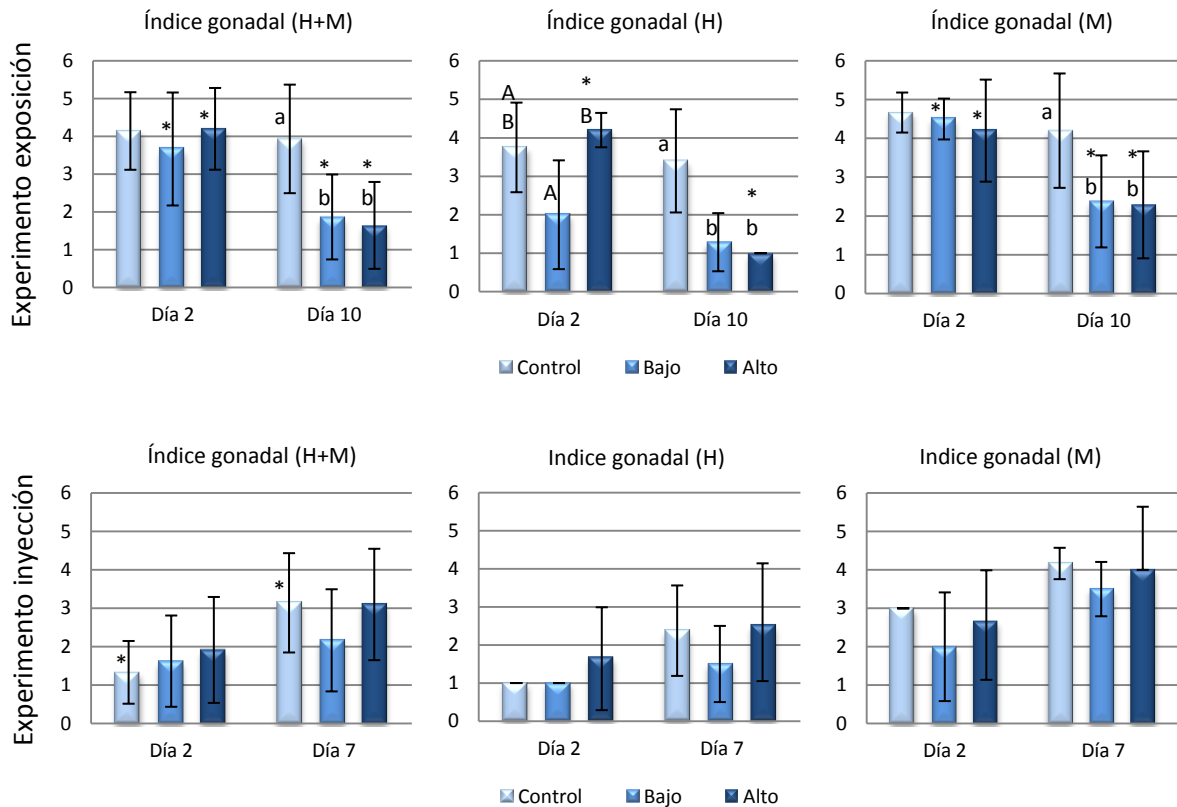 Índice gonadal (H+M)
Índice gonadal (H)
Índice gonadal (M)
Experimento exposición
6
5
4
3
2
1
0
*
*
a
*
b
*
b
Día 2
Día 10
6
5
4
3
2
1
0
A
B
A
*
B
a
b
*
b
Día 2
Día 10
6
5
4
3
2
1
0
*
*
a
*
b
*
b
Día 2
Día 10
Control Bajo Alto
Índice gonadal (H+M)
Indice gonadal (H)
Indice gonadal (M)
Experimento inyección
6
5
4
3
2
1
0
*
*
Día 2
Día 7
6
5
4
3
2
1
0
Día 2
Día 7
6
5
4
3
2
1
0
Día 2
Día 7
Control Bajo Alto